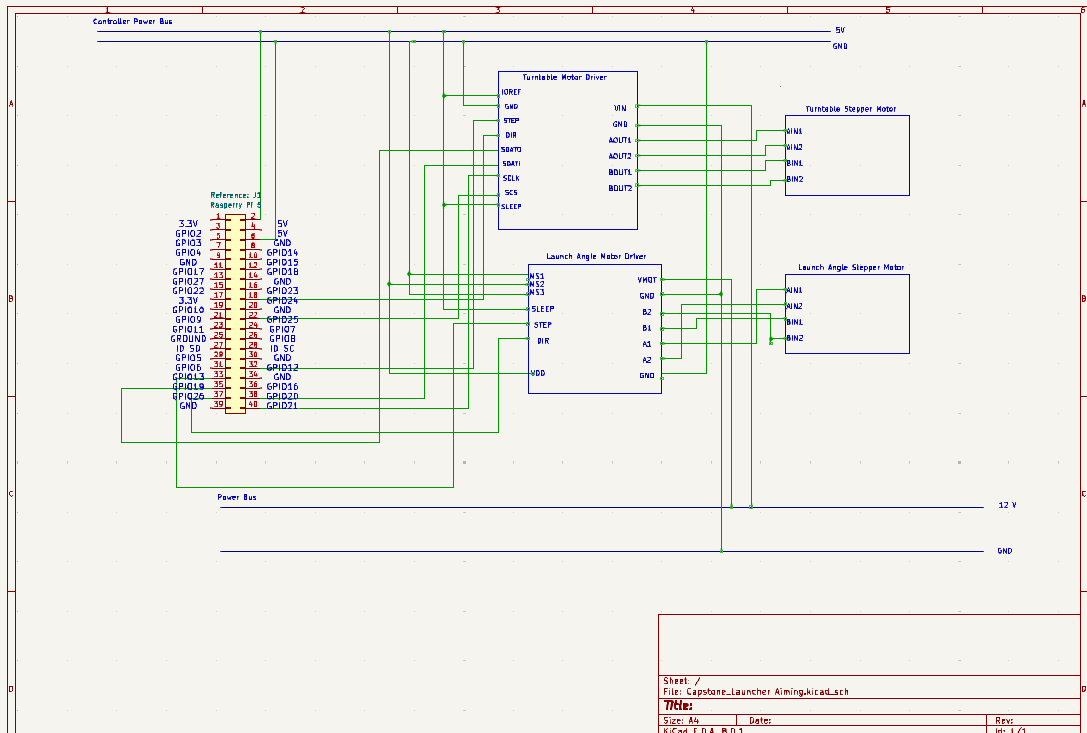 1 2 3 4 5 6
Controller Power Bus
5V
GND
A
Turntable Motor Driver
IOREF
GND
STEP
DIR
SDATO
SDATI
SCLK
SCS
SLEEP
VIN
GND
AOUT1
AOUT2
BOUT1
BOUT2
Turntable Stepper Motor
AIN1
AIN2
BIN1
BIN2
A
Reference: J1
Raspberry Pi 5
1 2
3.3V 3 4 5V
GPIO2 5 6 5V
GPIO3 7 8 GND
GPIO4 9 10 GPIO14
GND 11 12 GPIO15
GPIO17 13 14 GPIO18
GPIO27 15 16 GND
GPIO22 17 18 GPIO23
3.3V 19 20 GPIO24
GPIO10 21 22 GND
GPIO9 23 24 GPIO25
GPIO11 25 26 GPIO7
GROUND 27 28 GPIO8
ID SD 29 30 ID SC
GPIO5 31 32 GND
GPIO6 33 34 GPIO12
GPIO13 35 36 GND
GPIO19 37 38 GPIO16
GPIO26 39 40 GPIO20
GND GPIO21
B
Launch Angle Motor Driver
MS1
MS2
MS3
SLEEP
STEP
DIR
VDD
VMOT
GND
B2
B1
A1
A2
GND
Launch Angle Stepper Motor
AIN1
AIN2
BIN1
BIN2
B
C
Power Bus
12 V
GND
C
D
Sheet: /
File: Capstone_Launcher Aiming.kicad_sch
Title:
Size: A4 Date: Rev:
KiCad E.D.A. 8.0.1 Id: 1/1
D